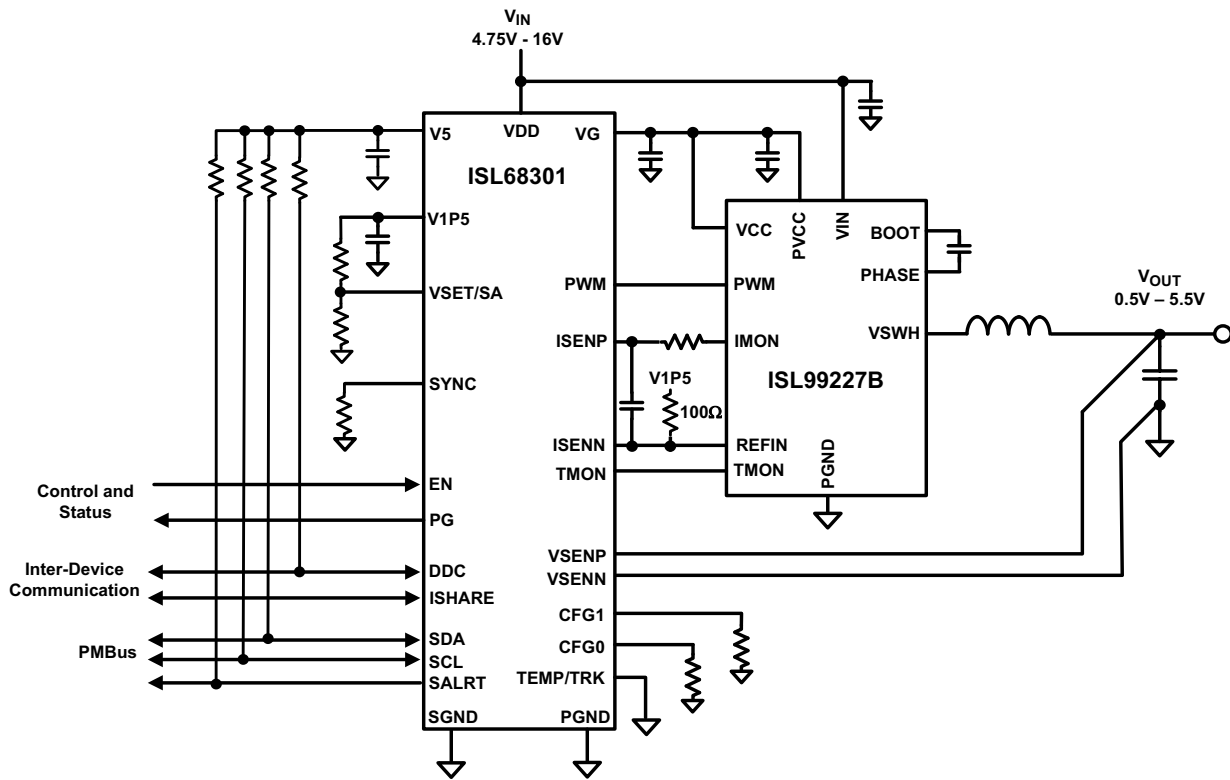 VIN
4.75V - 16V
V5
VDD
VG
ISL68301
V1P5
VSET/SA
SYNC
EN
PG
DDC
ISHARE
SDA
SCL
SALRT
SGND
PWM
ISENP
ISENN
TMON
VSENP
VSENN
CFG1
CFG0
TEMP/TRK
PGND
Control and
Status
Inter-Device
Communication
PMBus
V1P5
100Ω
VCC
PVCC
VIN
BOOT
PHASE
PWM
VSWH
IMON
ISL99227B
REFIN
TMON
PGND
VOUT
0.5V – 5.5V